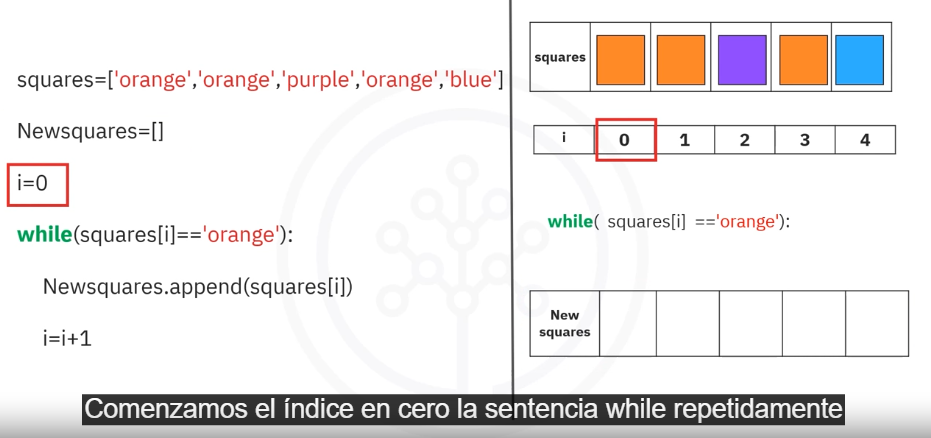 squares=['orange','orange','purple','orange','blue']
Newsquares=[]
i=0
while(squares[i]=='orange'):
Newsquares.append(squares[i])
i=i+1
squares
i 0 1 2 3 4
while( squares[i] =='orange'):
New
squares
Comenzamos el índice en cero la sentencia while repetidamente